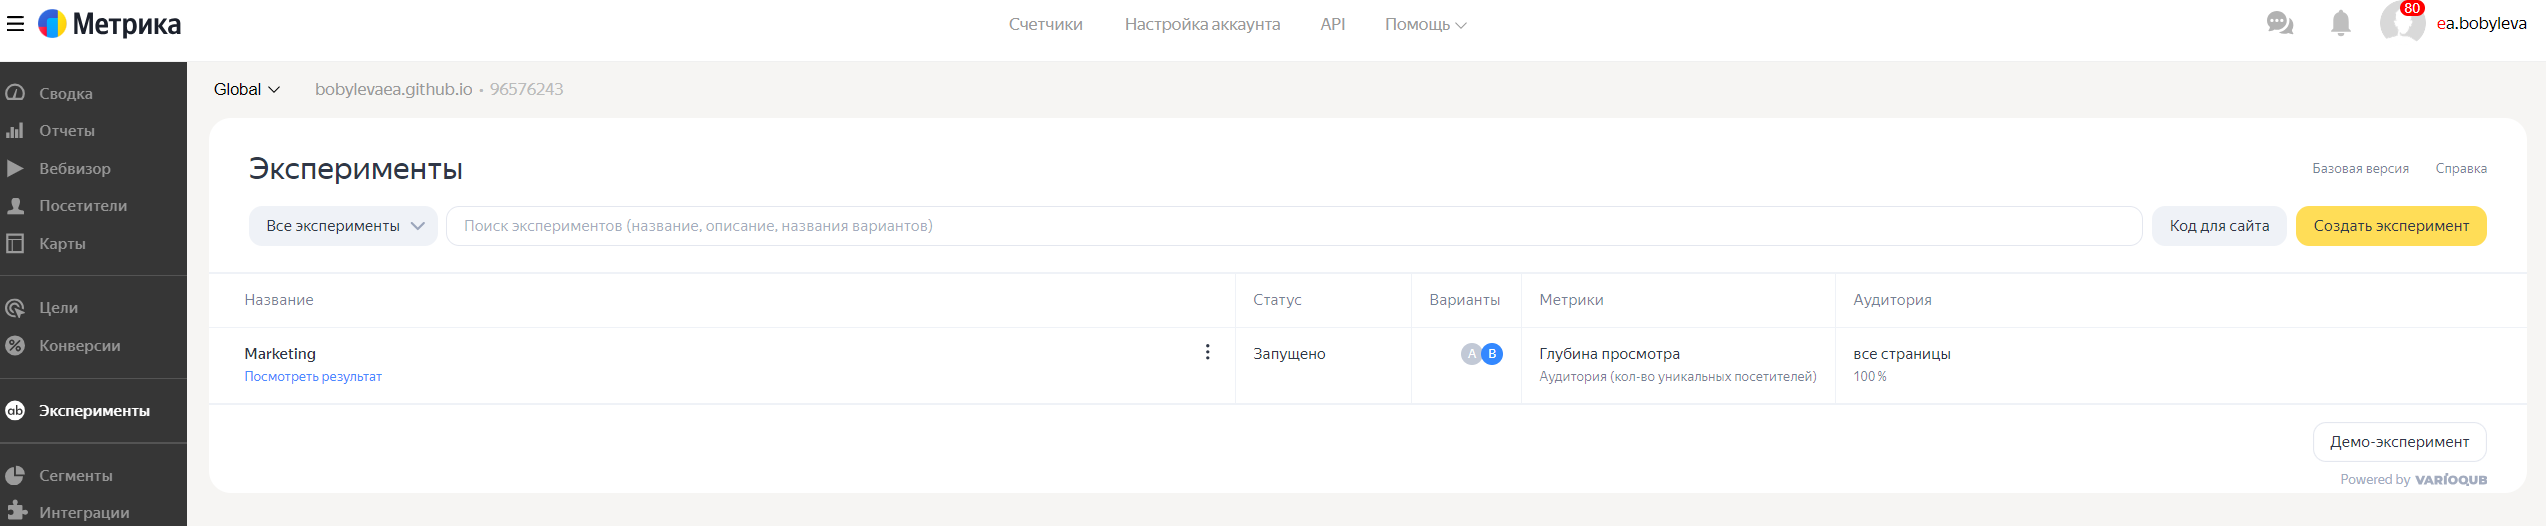 Метрика
Счетчики Настройка аккаунта API Помощь
80
ea.bobyleva
Сводка
Отчеты
Вебвизор
Посетители
Карты
Цели
Конверсии
ab Эксперименты
Сегменты
Интеграции
Global bobylevaea.github.io • 96576243
Эксперименты
Базовая версия Справка
Все эксперименты Поиск экспериментов (название, описание, названия вариантов) Код для сайта Создать эксперимент
Название Статус Варианты Метрики Аудитория
Marketing Запущено A B Глубина просмотра все страницы
Посмотреть результат Аудитория (кол-во уникальных посетителей) 100 %
Демо-эксперимент
Powered by VARIOQUB